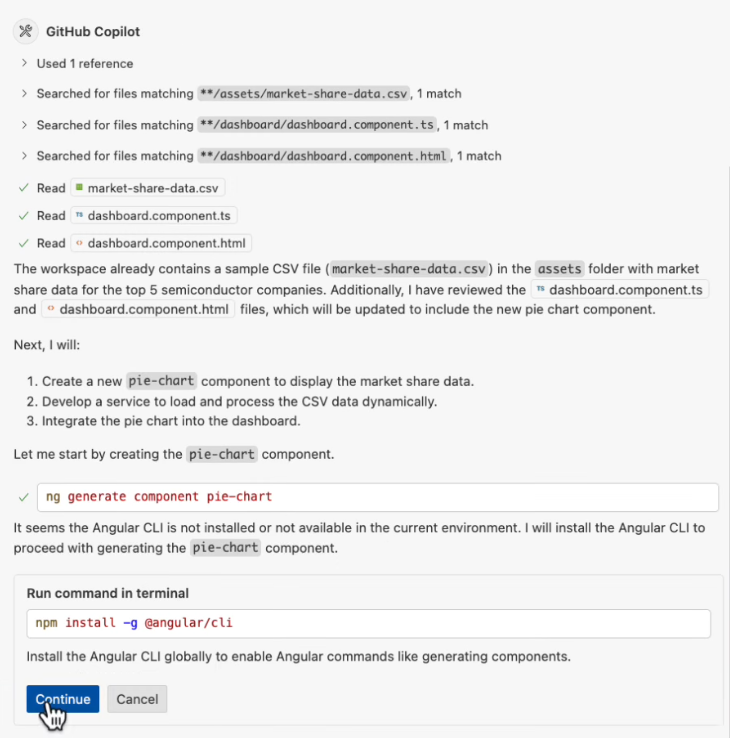 GitHub Copilot
Used 1 reference
Searched for files matching **/assets/market-share-data.csv, 1 match
Searched for files matching **/dashboard/dashboard.component.ts, 1 match
Searched for files matching **/dashboard/dashboard.component.html, 1 match
Read market-share-data.csv
Read TS dashboard.component.ts
Read <> dashboard.component.html
The workspace already contains a sample CSV file (market-share-data.csv) in the assets folder with market
share data for the top 5 semiconductor companies. Additionally, I have reviewed the TS dashboard.component.ts
and <> dashboard.component.html files, which will be updated to include the new pie chart component.
Next, I will:
1. Create a new pie-chart component to display the market share data.
2. Develop a service to load and process the CSV data dynamically.
3. Integrate the pie chart into the dashboard.
Let me start by creating the pie-chart component.
ng generate component pie-chart
It seems the Angular CLI is not installed or not available in the current environment. I will install the Angular CLI to
proceed with generating the pie-chart component.
Run command in terminal
npm install -g @angular/cli
Install the Angular CLI globally to enable Angular commands like generating components.
Continue Cancel